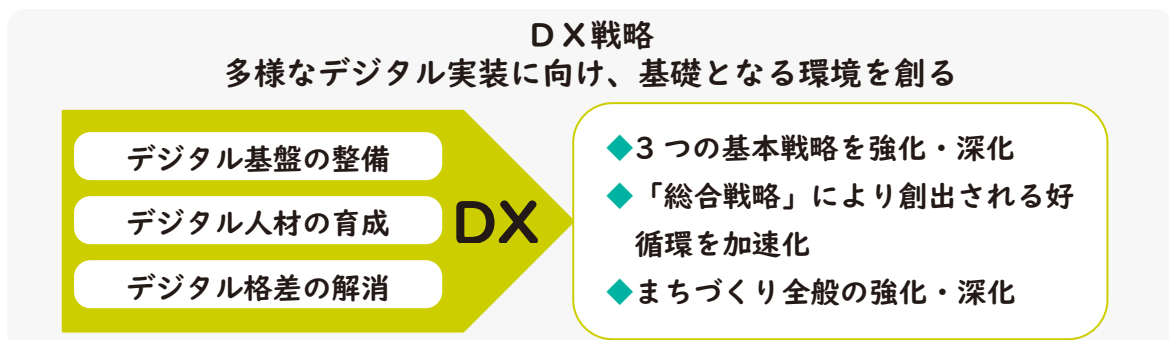 ＤＸ戦略
多様なデジタル実装に向け、基礎となる環境を創る
デジタル基盤の整備
デジタル人材の育成
デジタル格差の解消
DX
◆3 つの基本戦略を強化・深化
◆「総合戦略」により創出される好
循環を加速化
◆まちづくり全般の強化・深化